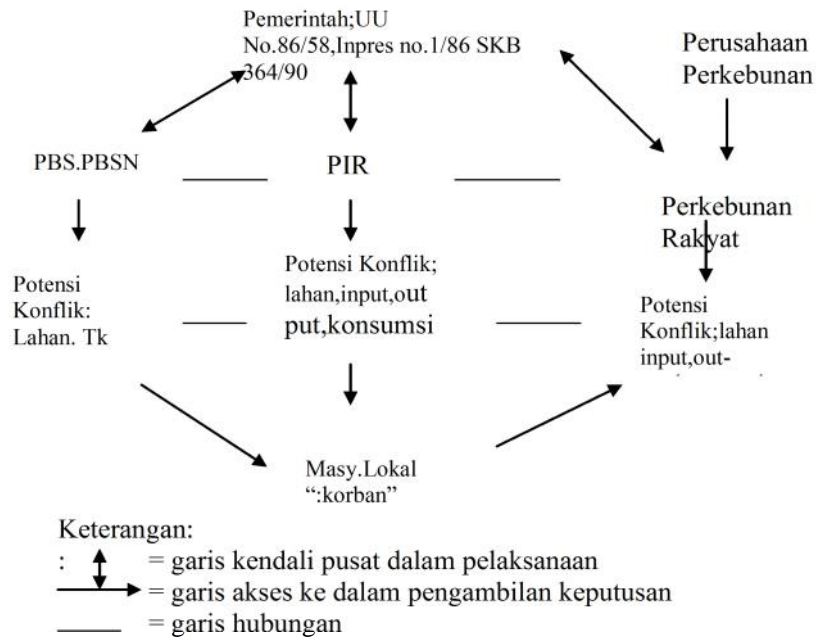 Pemerintah;UU
No.86/58,Inpres no.1/86 SKB
364/90
Perusahaan
Perkebunan
PBS.PBSN
PIR
Perkebunan
Rakyat
Potensi
Konflik:
Lahan. Tk
Potensi Konflik;
lahan,input,out
put,konsumsi
Potensi
Konflik;lahan
input,out-
Masy.Lokal
“:korban”
Keterangan:
:
= garis kendali pusat dalam pelaksanaan
= garis akses ke dalam pengambilan keputusan
= garis hubungan